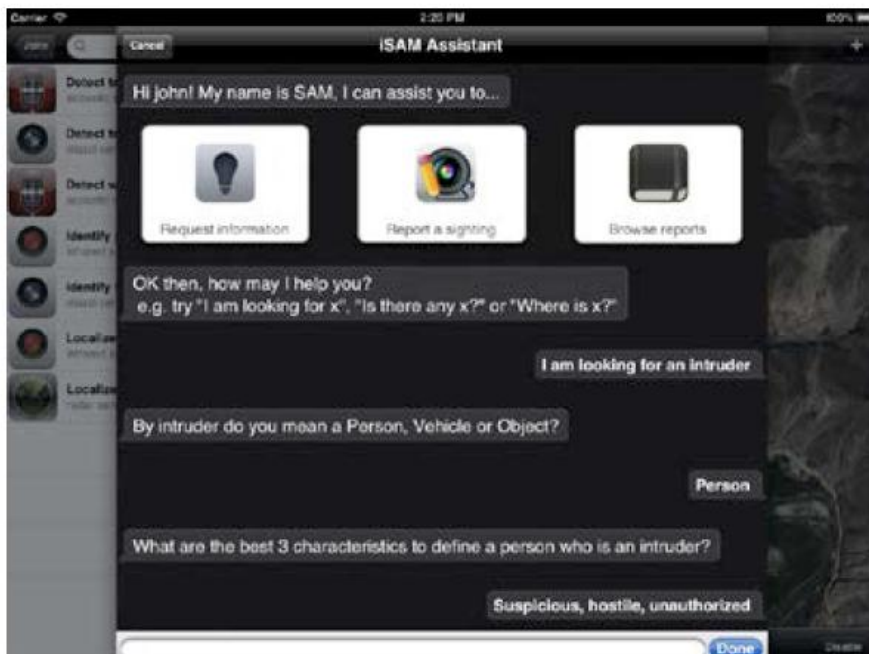 Carrier
2:20 PM
100%
Cancel
iSAM Assistant
+
Hi john! My name is SAM, I can assist you to...
Request information
Report a sighting
Browse reports
OK then, how may I help you?
e.g. try "I am looking for x", "Is there any x?" or "Where is x?"
I am looking for an intruder
By intruder do you mean a Person, Vehicle or Object?
Person
What are the best 3 characteristics to define a person who is an intruder?
Suspicious, hostile, unauthorized
Done
Detect
Detect
Detect
Identify
Identify
Localize
Localize